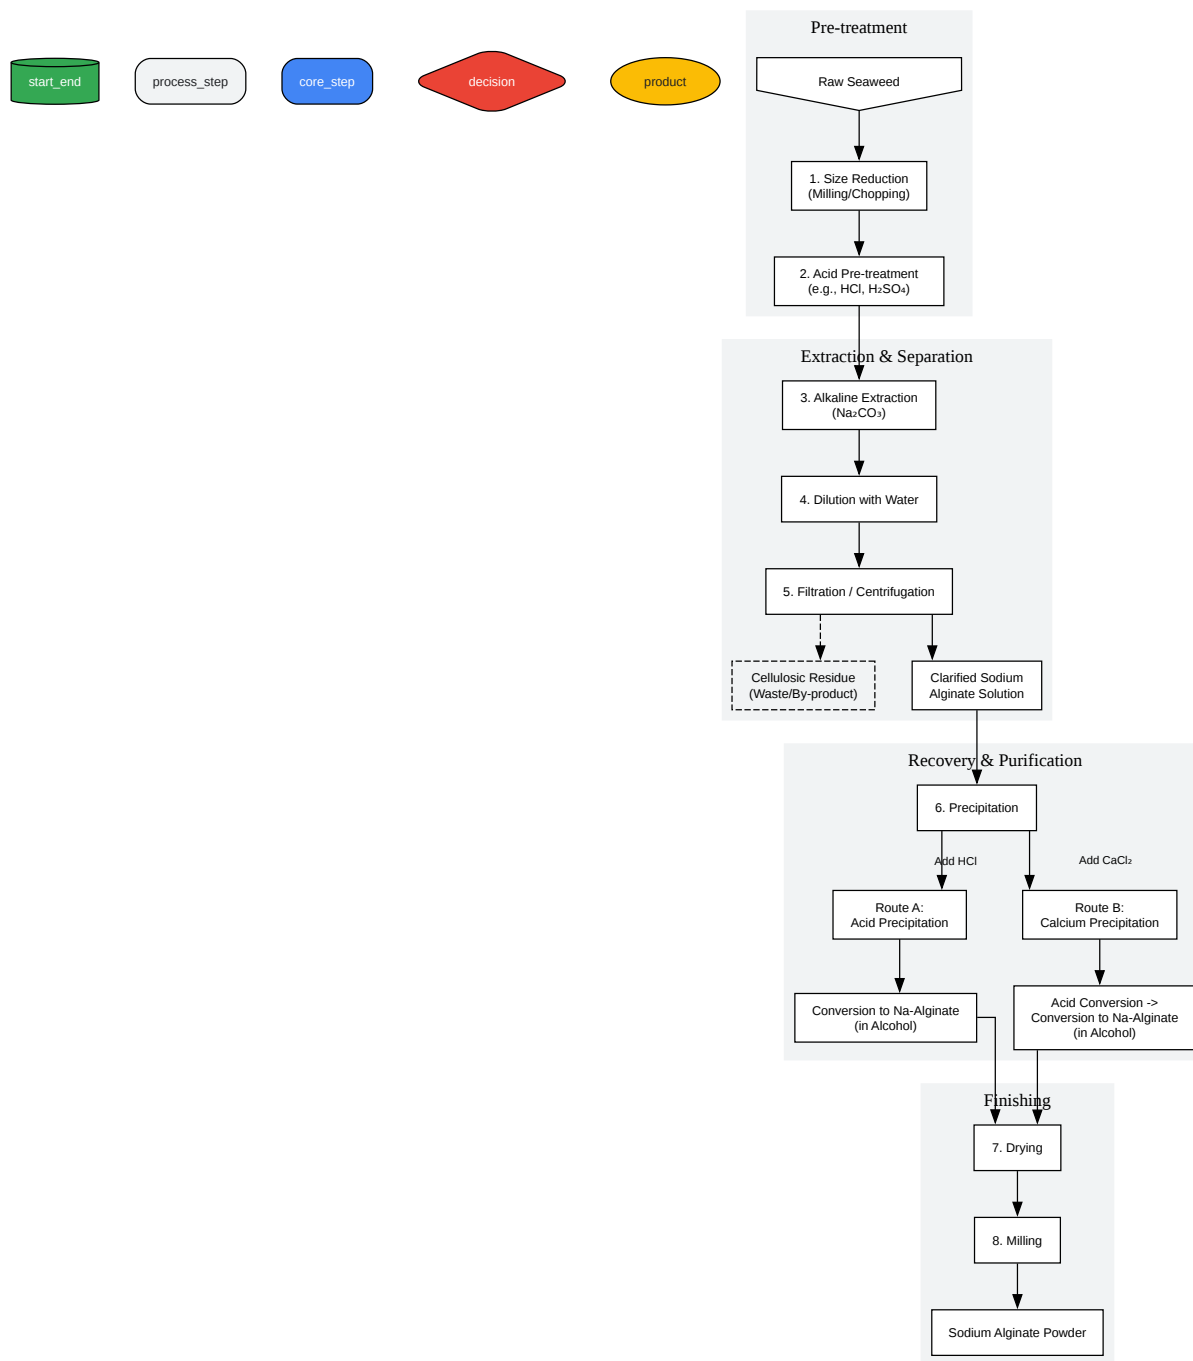 Pre-treatment
start_end
process_step
core_step
decision
product
Raw Seaweed
1. Size Reduction
(Milling/Chopping)
2. Acid Pre-treatment
(e.g., HCl, H₂SO₄)
Extraction & Separation
3. Alkaline Extraction
(Na₂CO₃)
4. Dilution with Water
5. Filtration / Centrifugation
Cellulosic Residue
(Waste/By-product)
Clarified Sodium
Alginate Solution
Recovery & Purification
6. Precipitation
Add HCl
Add CaCl₂
Route A:
Acid Precipitation
Route B:
Calcium Precipitation
Conversion to Na-Alginate
(in Alcohol)
Acid Conversion ->
Conversion to Na-Alginate
(in Alcohol)
Finishing
7. Drying
8. Milling
Sodium Alginate Powder